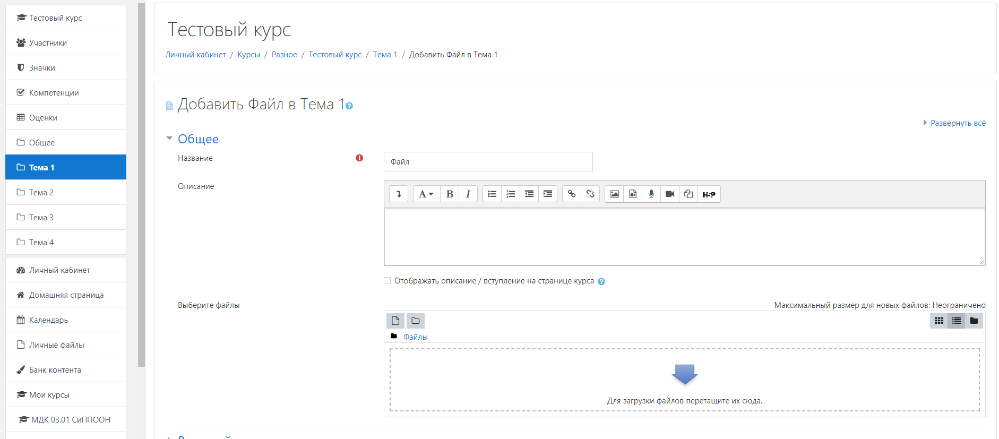 Тестовый курс
Участники
Значки
Компетенции
Оценки
Общее
Тема 1
Тема 2
Тема 3
Тема 4
Личный кабинет
Домашняя страница
Календарь
Личные файлы
Банк контента
Мои курсы
МДК 03.01 СиППООН
Тестовый курс
Личный кабинет / Курсы / Разное / Тестовый курс / Тема 1 / Добавить Файл в Тема 1
Добавить Файл в Тема 1
Развернуть всё
Общее
Название
Файл
Описание
A B I
H5P
Отображать описание / вступление на странице курса
Выберите файлы
Максимальный размер для новых файлов: Неограничено
Файлы
Для загрузки файлов перетащите их сюда.